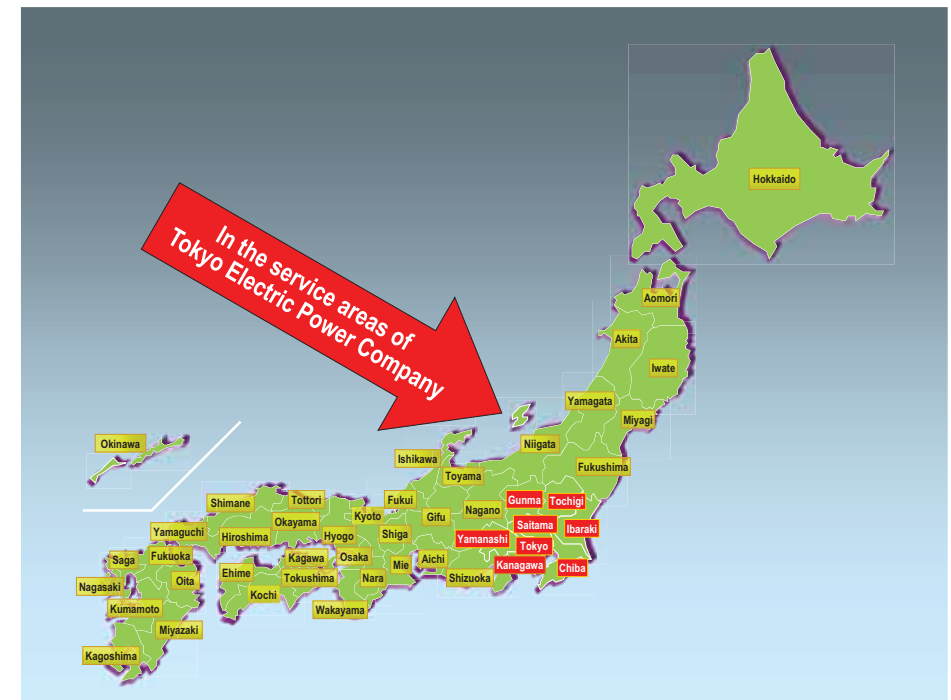 Hokkaido
In the service areas of
Tokyo Electric Power Company
Aomori
Akita
Iwate
Yamagata
Miyagi
Okinawa
Niigata
Ishikawa
Fukushima
Toyama
Shimane
Tottori
Fukui
Gunma
Tochigi
Nagano
Kyoto
Gifu
Okayama
Saitama
Ibaraki
Yamaguchi
Hiroshima
Hyogo
Shiga
Yamanashi
Tokyo
Saga
Fukuoka
Kagawa
Osaka
Mie
Aichi
Kanagawa
Chiba
Ehime
Tokushima
Nara
Shizuoka
Oita
Nagasaki
Kochi
Kumamoto
Wakayama
Miyazaki
Kagoshima